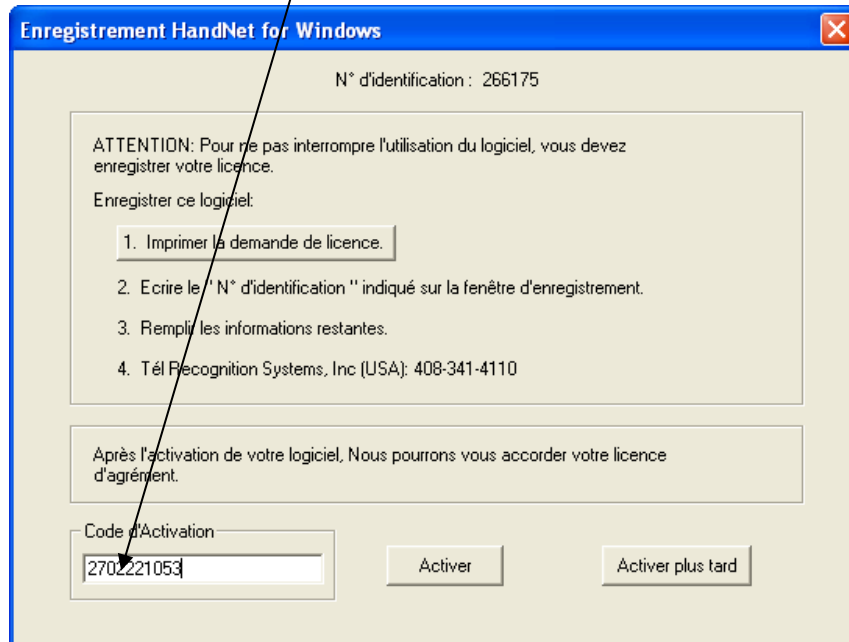 Enregistrement HandNet for Windows
N° d'identification : 266175
ATTENTION: Pour ne pas interrompre l'utilisation du logiciel, vous devez
enregistrer votre licence.
Enregistrer ce logiciel:
1. Imprimer la demande de licence.
2. Ecrire le " N° d'identification " indiqué sur la fenêtre d'enregistrement.
3. Remplir les informations restantes.
4. Tél Recognition Systems, Inc (USA): 408-341-4110
Après l'activation de votre logiciel, Nous pourrons vous accorder votre licence
d'agrément.
Code d'Activation
2702221053
Activer
Activer plus tard